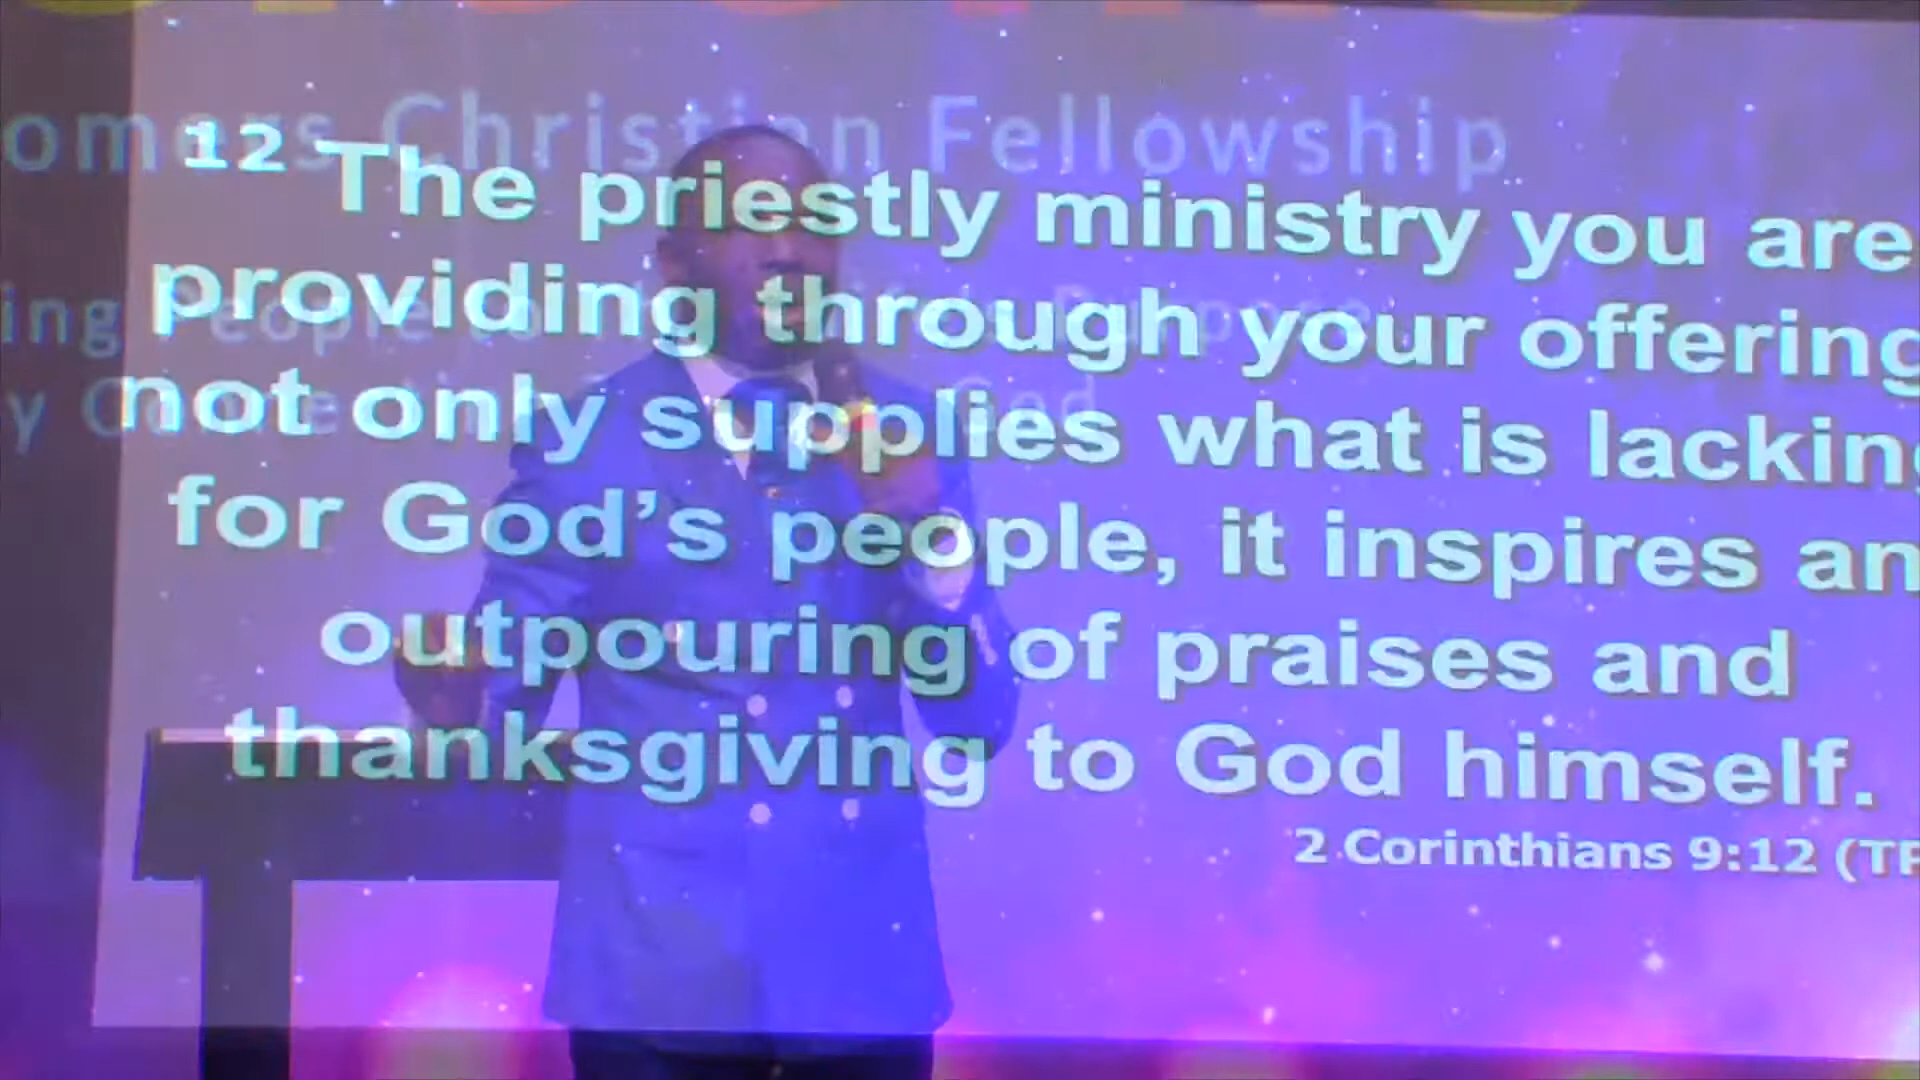 Christian Fellowship
12 The priestly ministry you are
providing through your offering
not only supplies what is lacking
for God’s people, it inspires an
outpouring of praises and
thanksgiving to God himself.
2 Corinthians 9:12 (TP